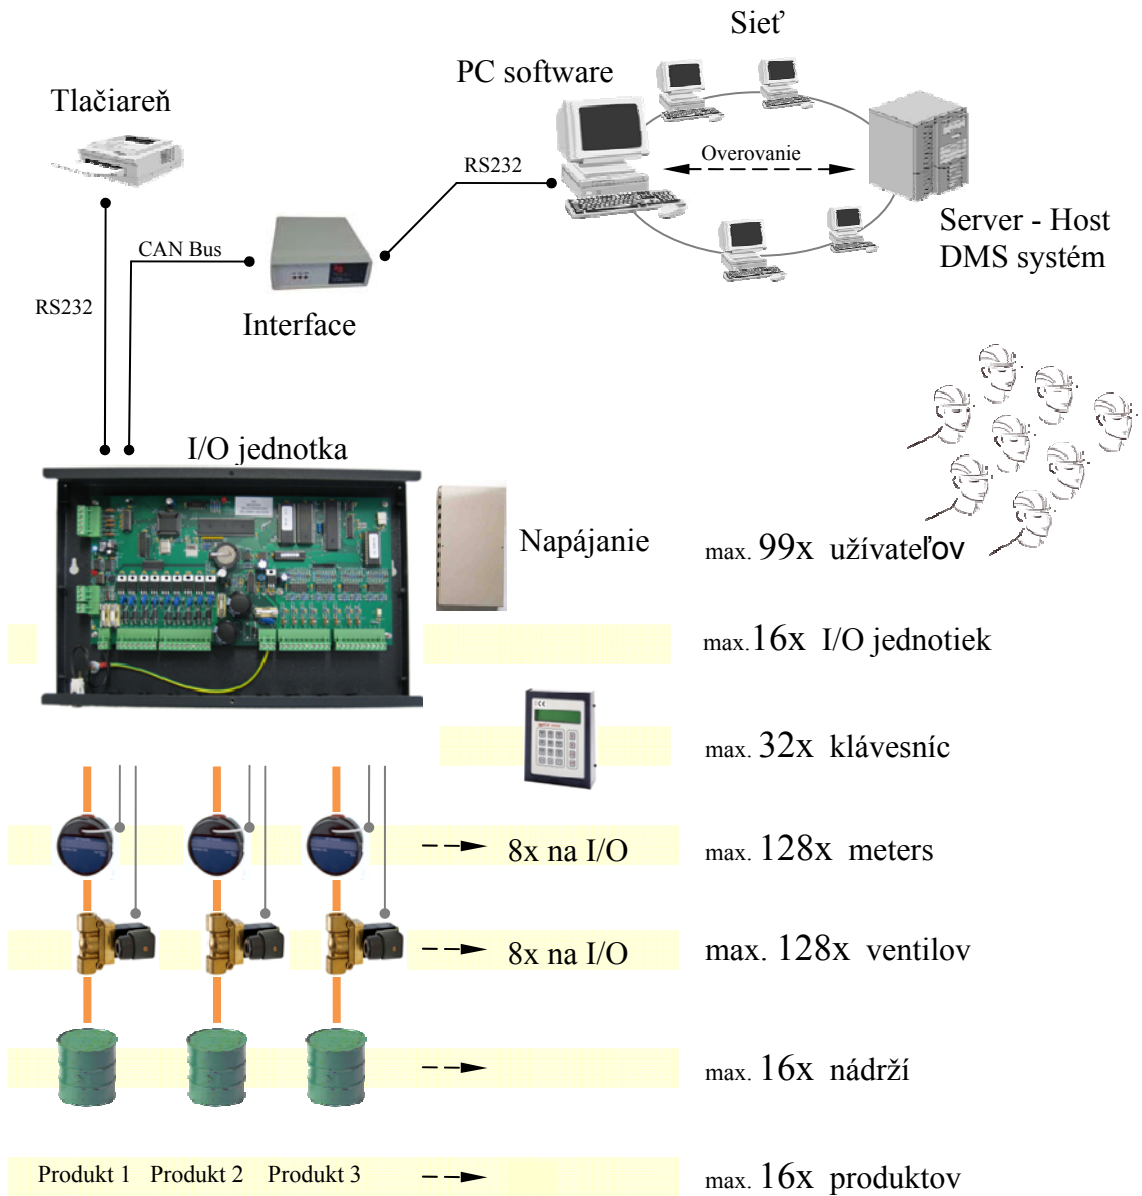 Sieť
PC software
Tlačiareň
RS232
Overovanie
Server - Host
DMS systém
CAN Bus
RS232
Interface
I/O jednotka
Napájanie
max. 99x užívateľov
max. 16x I/O jednotiek
max. 32x klávesníc
8x na I/O
max. 128x meters
8x na I/O
max. 128x ventilov
max. 16x nádrží
Produkt 1 Produkt 2 Produkt 3
max. 16x produktov